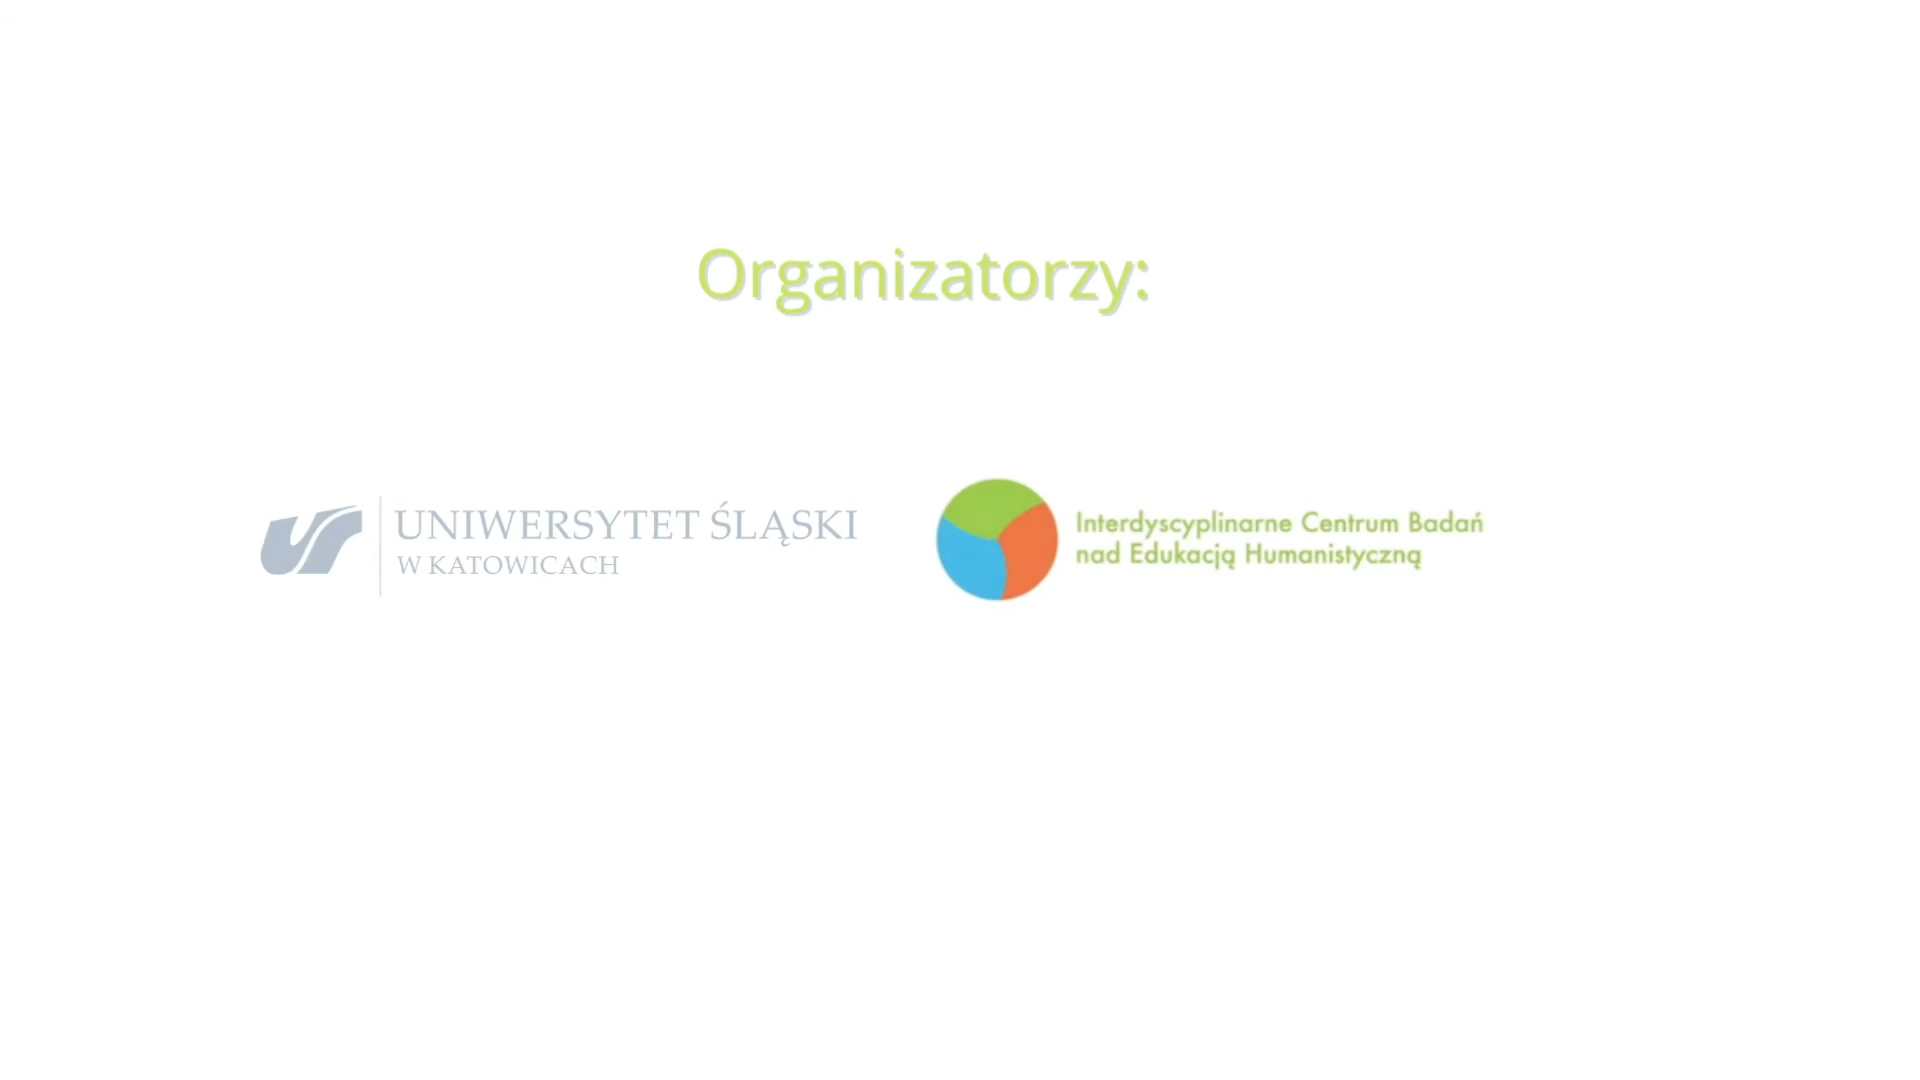 Organizatorzy:
UNIWERSYTET ŚLĄSKI
W KATOWICACH
Interdyscyplinarne Centrum Badań
nad Edukacją Humanistyczną